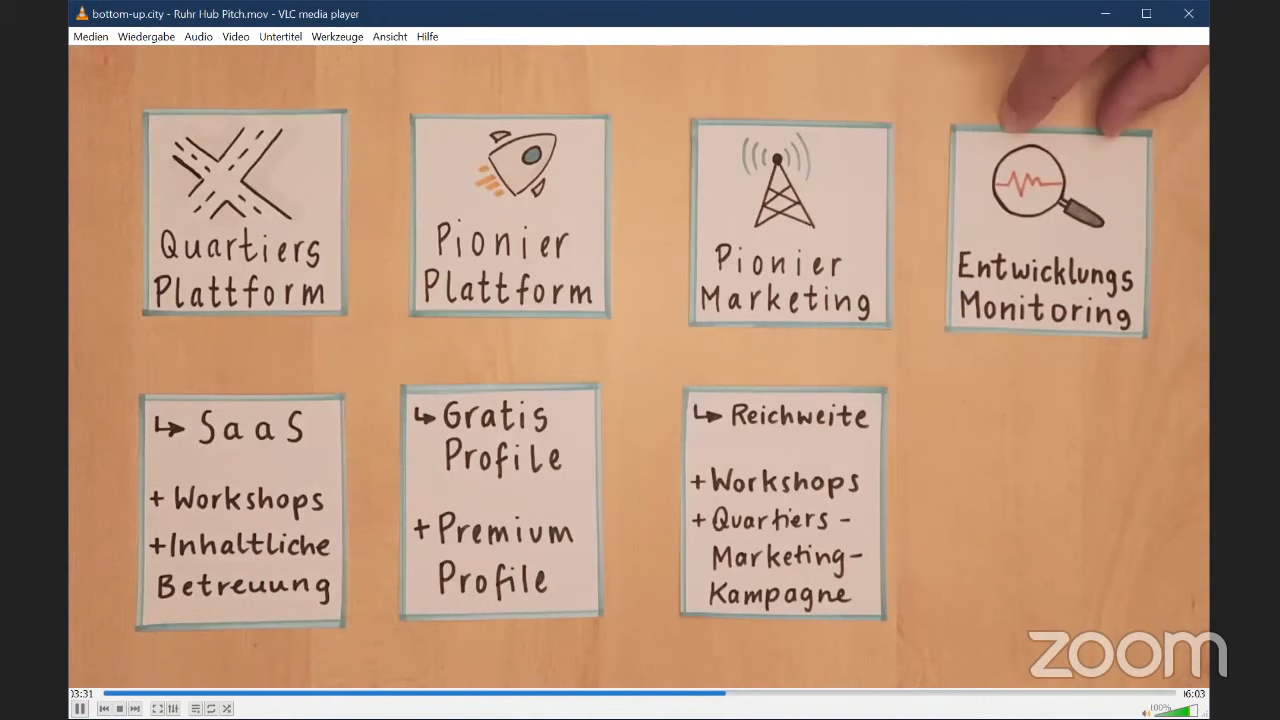 bottom-up.city - Ruhr Hub Pitch.mov - VLC media player
Medien Wiedergabe Audio Video Untertitel Werkzeuge Ansicht Hilfe
Quartiers
Plattform
Pionier
Plattform
Pionier
Marketing
Entwicklungs
Monitoring
↳ SaaS
+ Workshops
+Inhaltliche
Betreuung
↳ Gratis
Profile
+ Premium
Profile
↳ Reichweite
+ Workshops
+ Quartiers -
Marketing-
Kampagne
zoom
03:31
06:03
100%